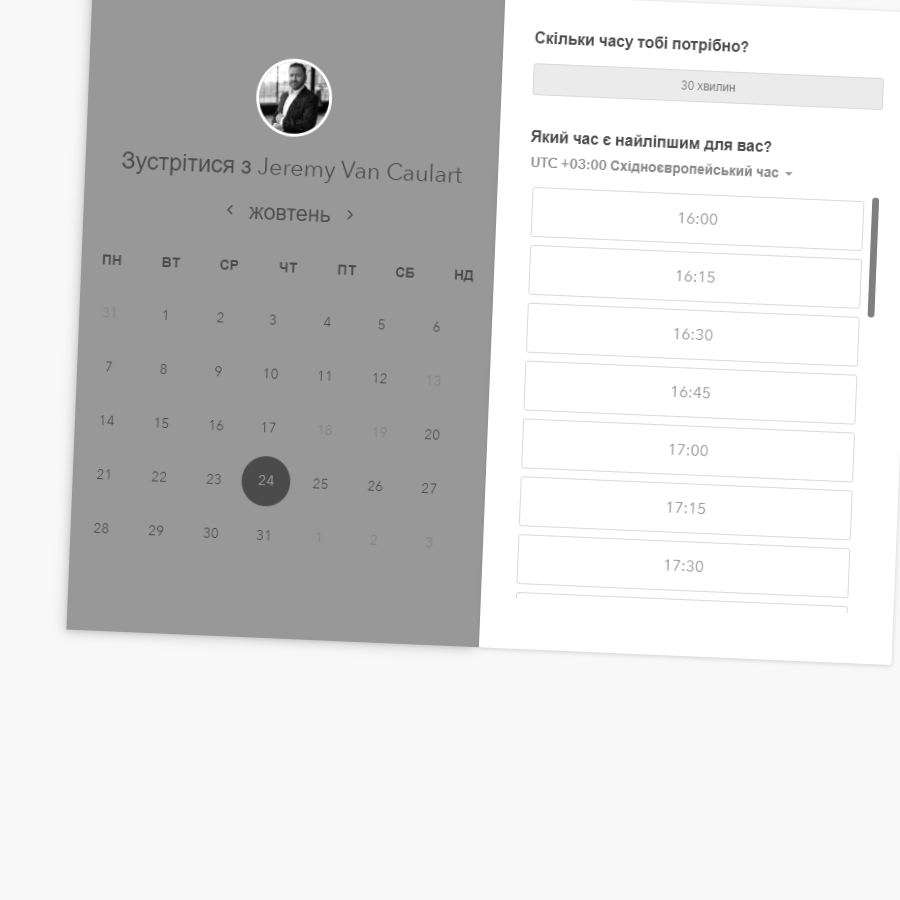 Зустрітися з Jeremy Van Caulart
жовтень
ПН ВТ СР ЧТ ПТ СБ НД
31 1 2 3 4 5 6
7 8 9 10 11 12 13
14 15 16 17 18 19 20
21 22 23 24 25 26 27
28 29 30 31 1 2 3
Скільки часу тобі потрібно?
30 хвилин
Який час є найліпшим для вас?
UTC +03:00 Східноєвропейський час
16:00
16:15
16:30
16:45
17:00
17:15
17:30